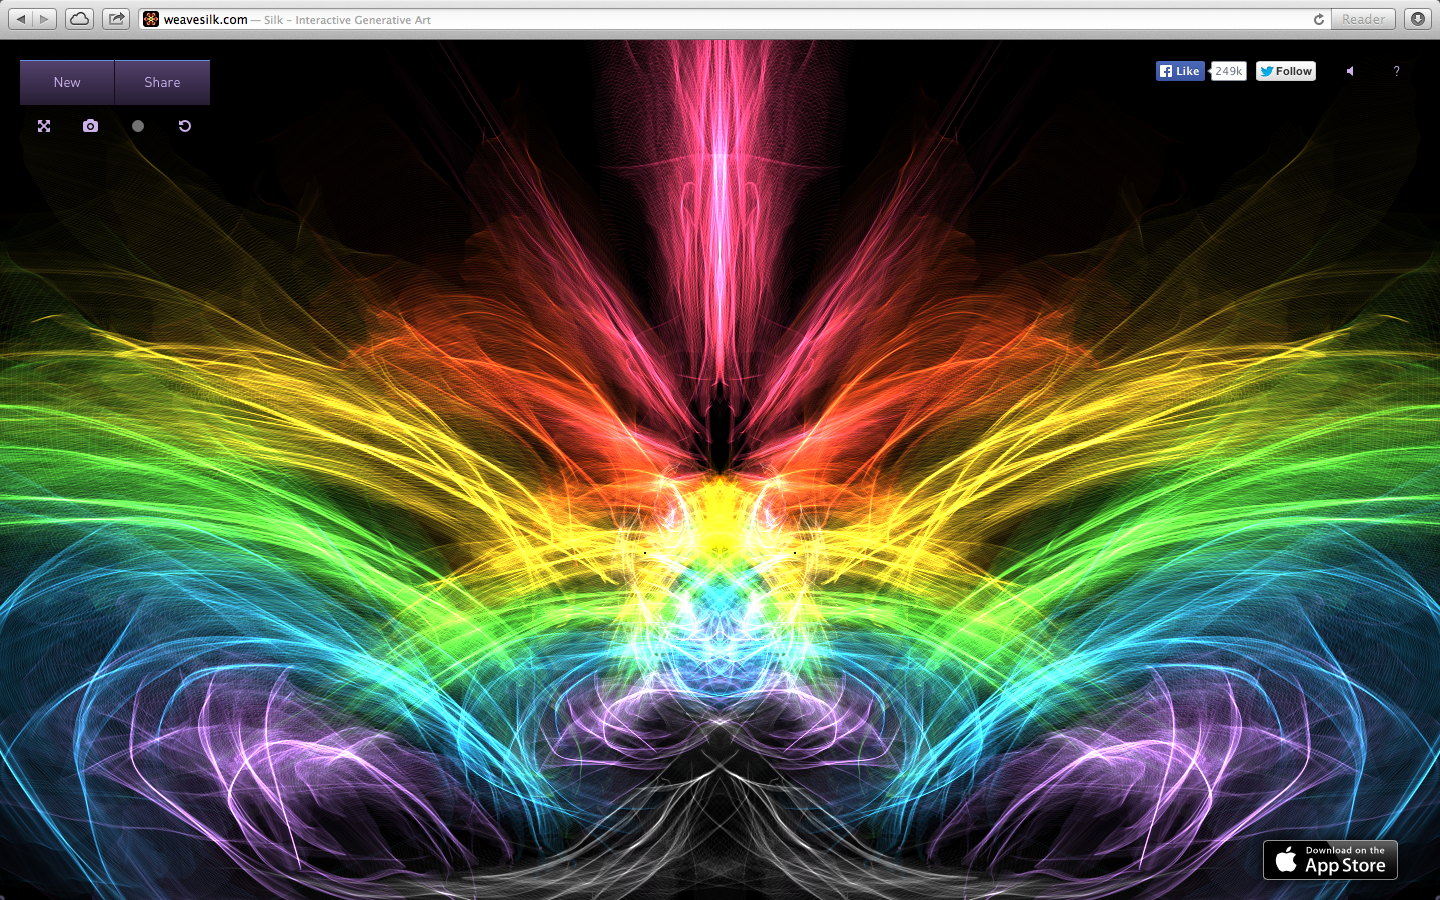 weavesilk.com — Silk – Interactive Generative Art
Reader
New
Share
Like
249k
Follow
?
Download on the
App Store